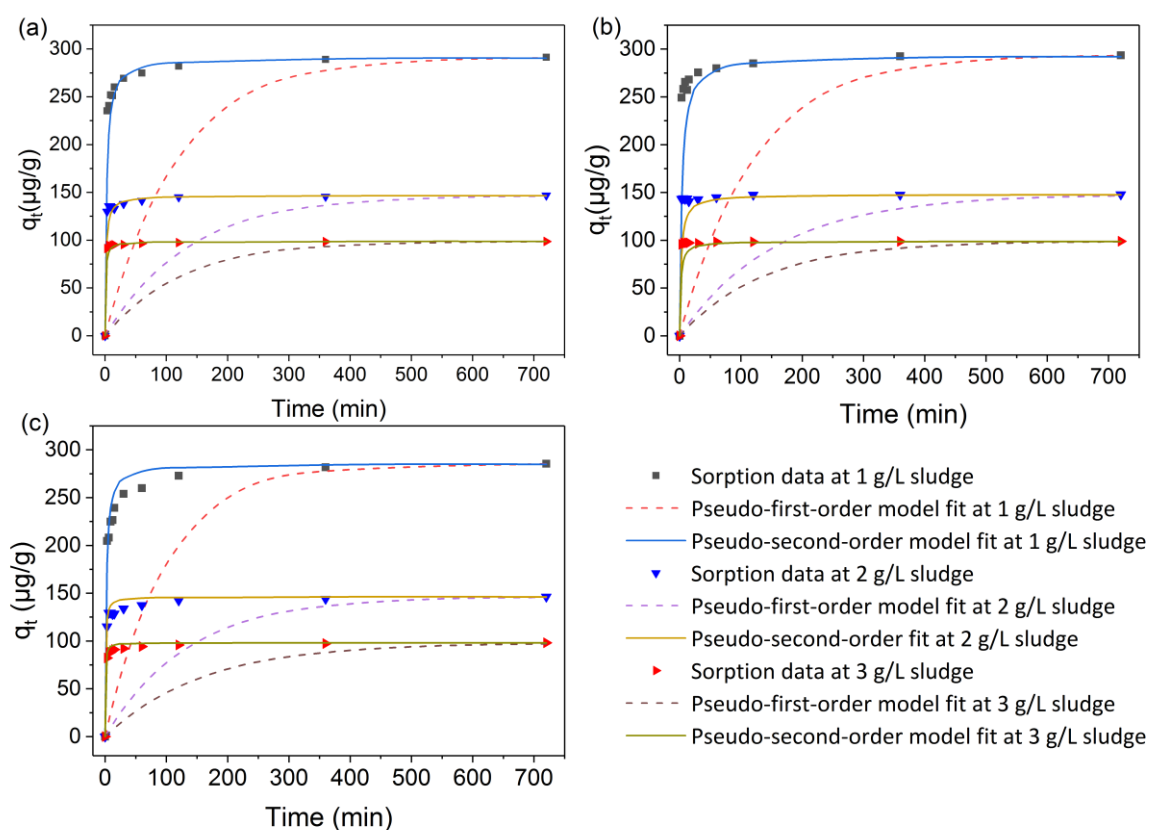 (a)
300
250
200
150
100
50
0
qt(µg/g)
0 100 200 300 400 500 600 700
Time (min)
(b)
300
250
200
150
100
50
0
qt(µg/g)
0 100 200 300 400 500 600 700
Time (min)
(c)
300
250
200
150
100
50
0
qt (µg/g)
0 100 200 300 400 500 600 700
Time (min)
Sorption data at 1 g/L sludge
Pseudo-first-order model fit at 1 g/L sludge
Pseudo-second-order model fit at 1 g/L sludge
Sorption data at 2 g/L sludge
Pseudo-first-order model fit at 2 g/L sludge
Pseudo-second-order fit at 2 g/L sludge
Sorption data at 3 g/L sludge
Pseudo-first-order model fit at 3 g/L sludge
Pseudo-second-order model fit at 3 g/L sludge